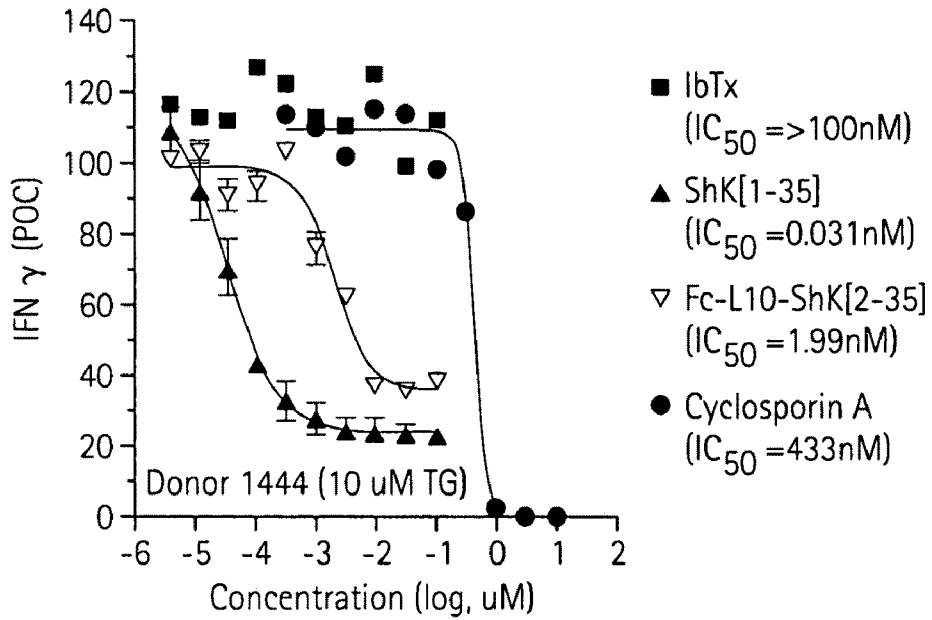 140
120
100
80
60
40
20
0
IFN γ (POC)
Donor 1444 (10 uM TG)
-6 -5 -4 -3 -2 -1 0 1 2
Concentration (log, uM)
IbTx
(IC50 =>100nM)
ShK[1-35]
(IC50 =0.031nM)
Fc-L10-ShK[2-35]
(IC50 =1.99nM)
Cyclosporin A
(IC50 =433nM)